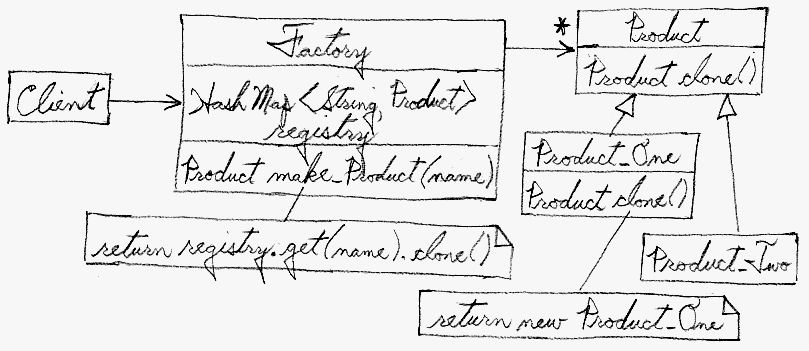 Client
Factory
HashMap<String, Product>
registry
Product make_Product(name)
return registry.get(name).clone()
*
Product
Product clone()
Product_One
Product clone()
return new Product_One
Product_Two